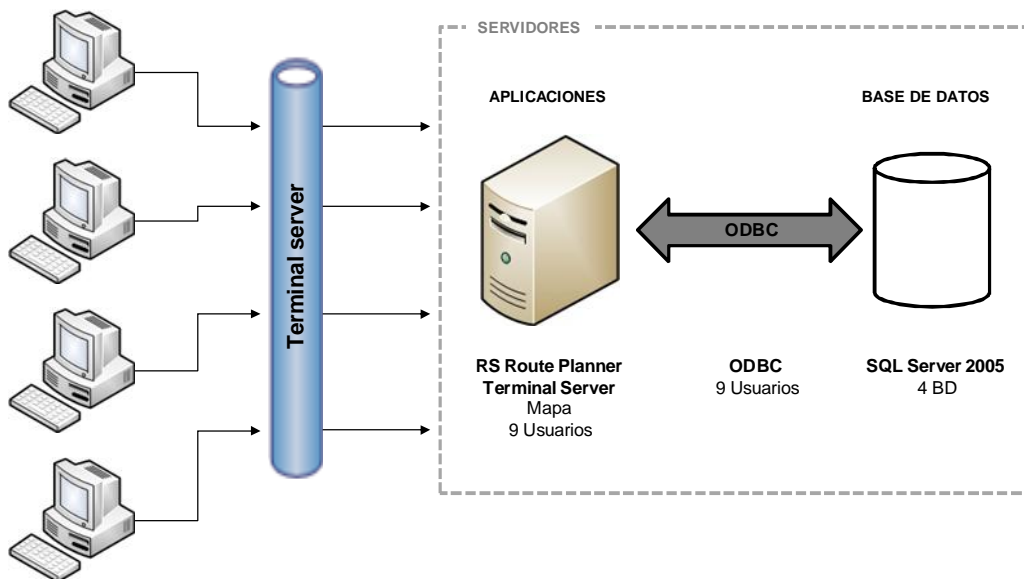 SERVIDORES
APLICACIONES
BASE DE DATOS
Terminal server
ODBC
RS Route Planner
Terminal Server
Mapa
9 Usuarios
ODBC
9 Usuarios
SQL Server 2005
4 BD